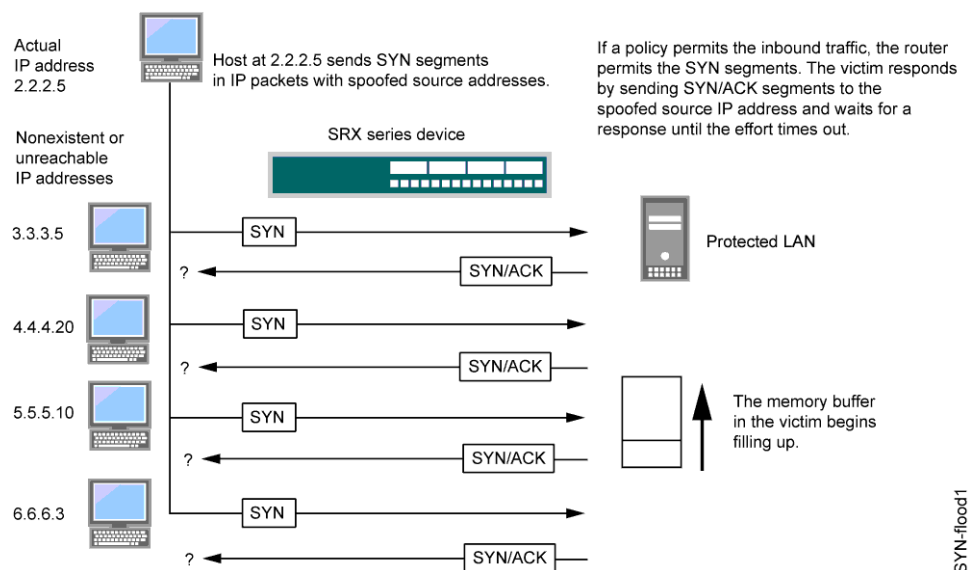 Actual
IP address
2.2.2.5
Host at 2.2.2.5 sends SYN segments
in IP packets with spoofed source addresses.
If a policy permits the inbound traffic, the router
permits the SYN segments. The victim responds
by sending SYN/ACK segments to the
spoofed source IP address and waits for a
response until the effort times out.
Nonexistent or
unreachable
IP addresses
SRX series device
3.3.3.5
SYN
Protected LAN
?
SYN/ACK
4.4.4.20
SYN
?
SYN/ACK
5.5.5.10
SYN
The memory buffer
in the victim begins
filling up.
?
SYN/ACK
6.6.6.3
SYN
?
SYN/ACK
SYN-flood1